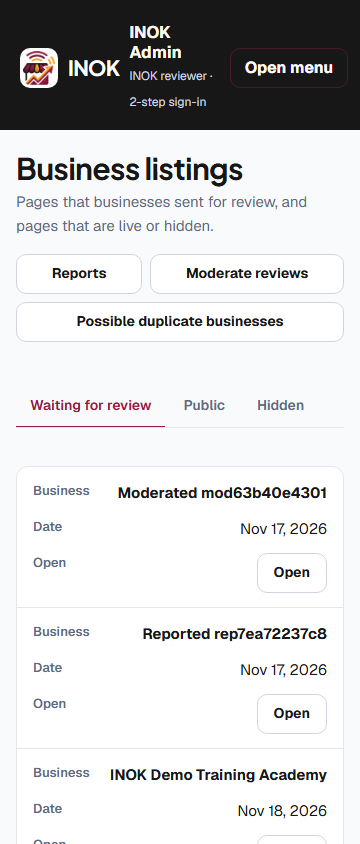 INOK
INOK
Admin
INOK reviewer ·
2-step sign-in
Open menu
Business listings
Pages that businesses sent for review, and
pages that are live or hidden.
Reports
Moderate reviews
Possible duplicate businesses
Waiting for review
Public
Hidden
Business
Moderated mod63b40e4301
Date
Nov 17, 2026
Open
Open
Business
Reported rep7ea72237c8
Date
Nov 17, 2026
Open
Open
Business
INOK Demo Training Academy
Date
Nov 18, 2026
Open